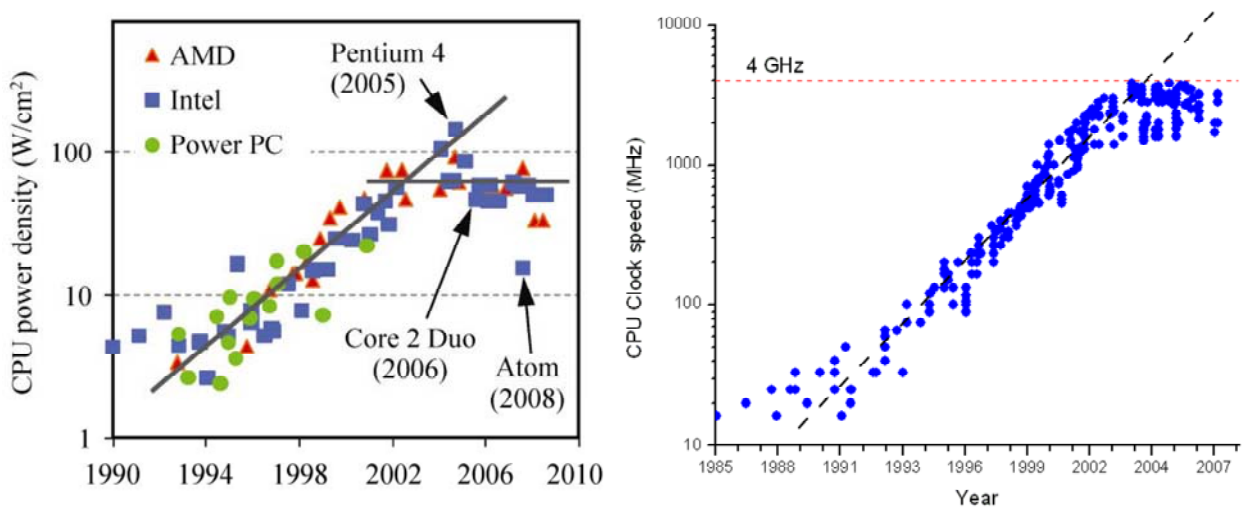 CPU power density (W/cm²)
100
10
1
AMD
Intel
Power PC
Pentium 4
(2005)
Core 2 Duo
(2006)
Atom
(2008)
1990 1994 1998 2002 2006 2010
CPU Clock speed (MHz)
10000
1000
100
10
4 GHz
1985 1988 1991 1993 1996 1999 2002 2004 2007
Year